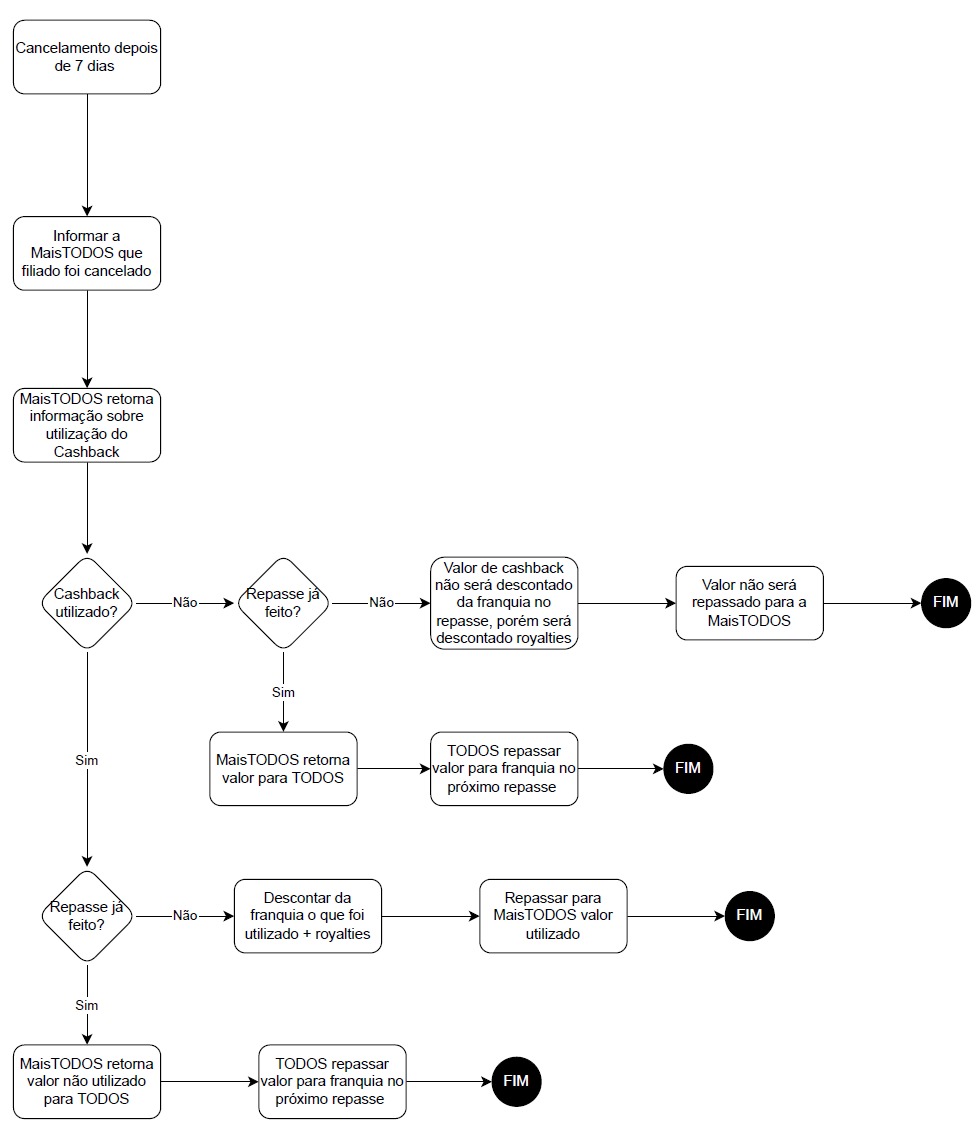 Cancelamento depois
de 7 dias
Informar a
MaisTODOS que
filiado foi cancelado
MaisTODOS retorna
informação sobre
utilização do
Cashback
Cashback
utilizado?
Não
Repasse já
feito?
Não
Valor de cashback
não será descontado
da franquia no
repasse, porém será
descontado royalties
Valor não será
repassado para a
MaisTODOS
FIM
Sim
MaisTODOS retorna
valor para TODOS
TODOS repassar
valor para franquia no
próximo repasse
FIM
Sim
Repasse já
feito?
Não
Descontar da
franquia o que foi
utilizado + royalties
Repassar para
MaisTODOS valor
utilizado
FIM
Sim
MaisTODOS retorna
valor não utilizado
para TODOS
TODOS repassar
valor para franquia no
próximo repasse
FIM